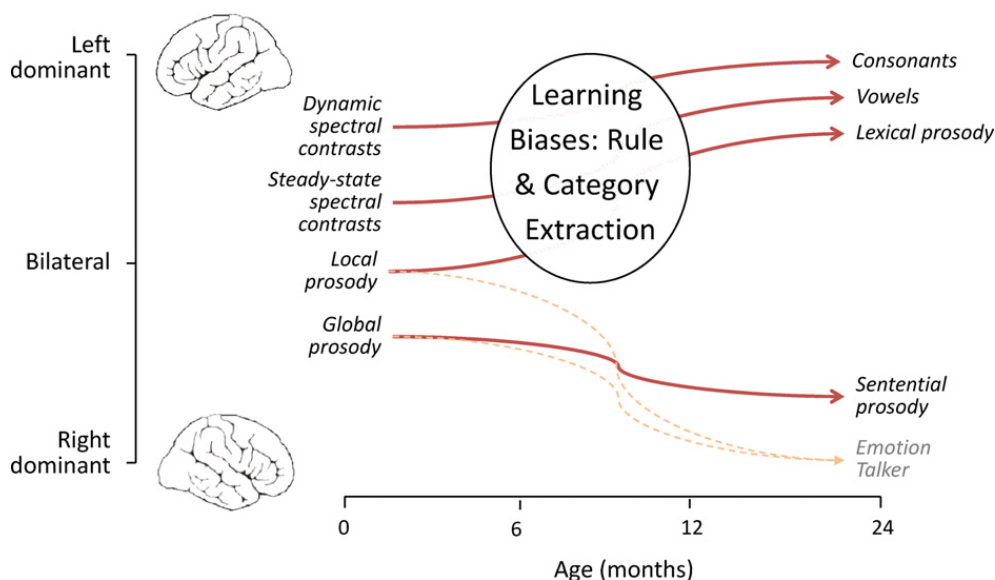 Left
dominant
Bilateral
Right
dominant
Dynamic
spectral
contrasts
Steady-state
spectral
contrasts
Local
prosody
Global
prosody
Learning
Biases: Rule
& Category
Extraction
Consonants
Vowels
Lexical prosody
Sentential
prosody
Emotion
Talker
0
6
12
24
Age (months)